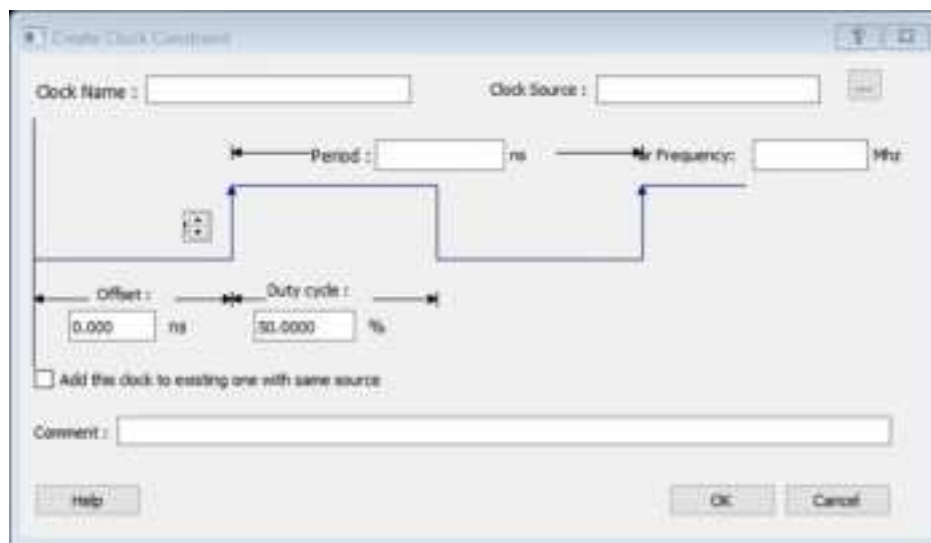 Create Clock Constraint
Clock Name :
Clock Source :
...
Period : ns
or Frequency: Mhz
Offset :
Duty cycle :
0.000 ns
50.0000 %
Add this clock to existing one with same source
Comment :
Help
OK
Cancel